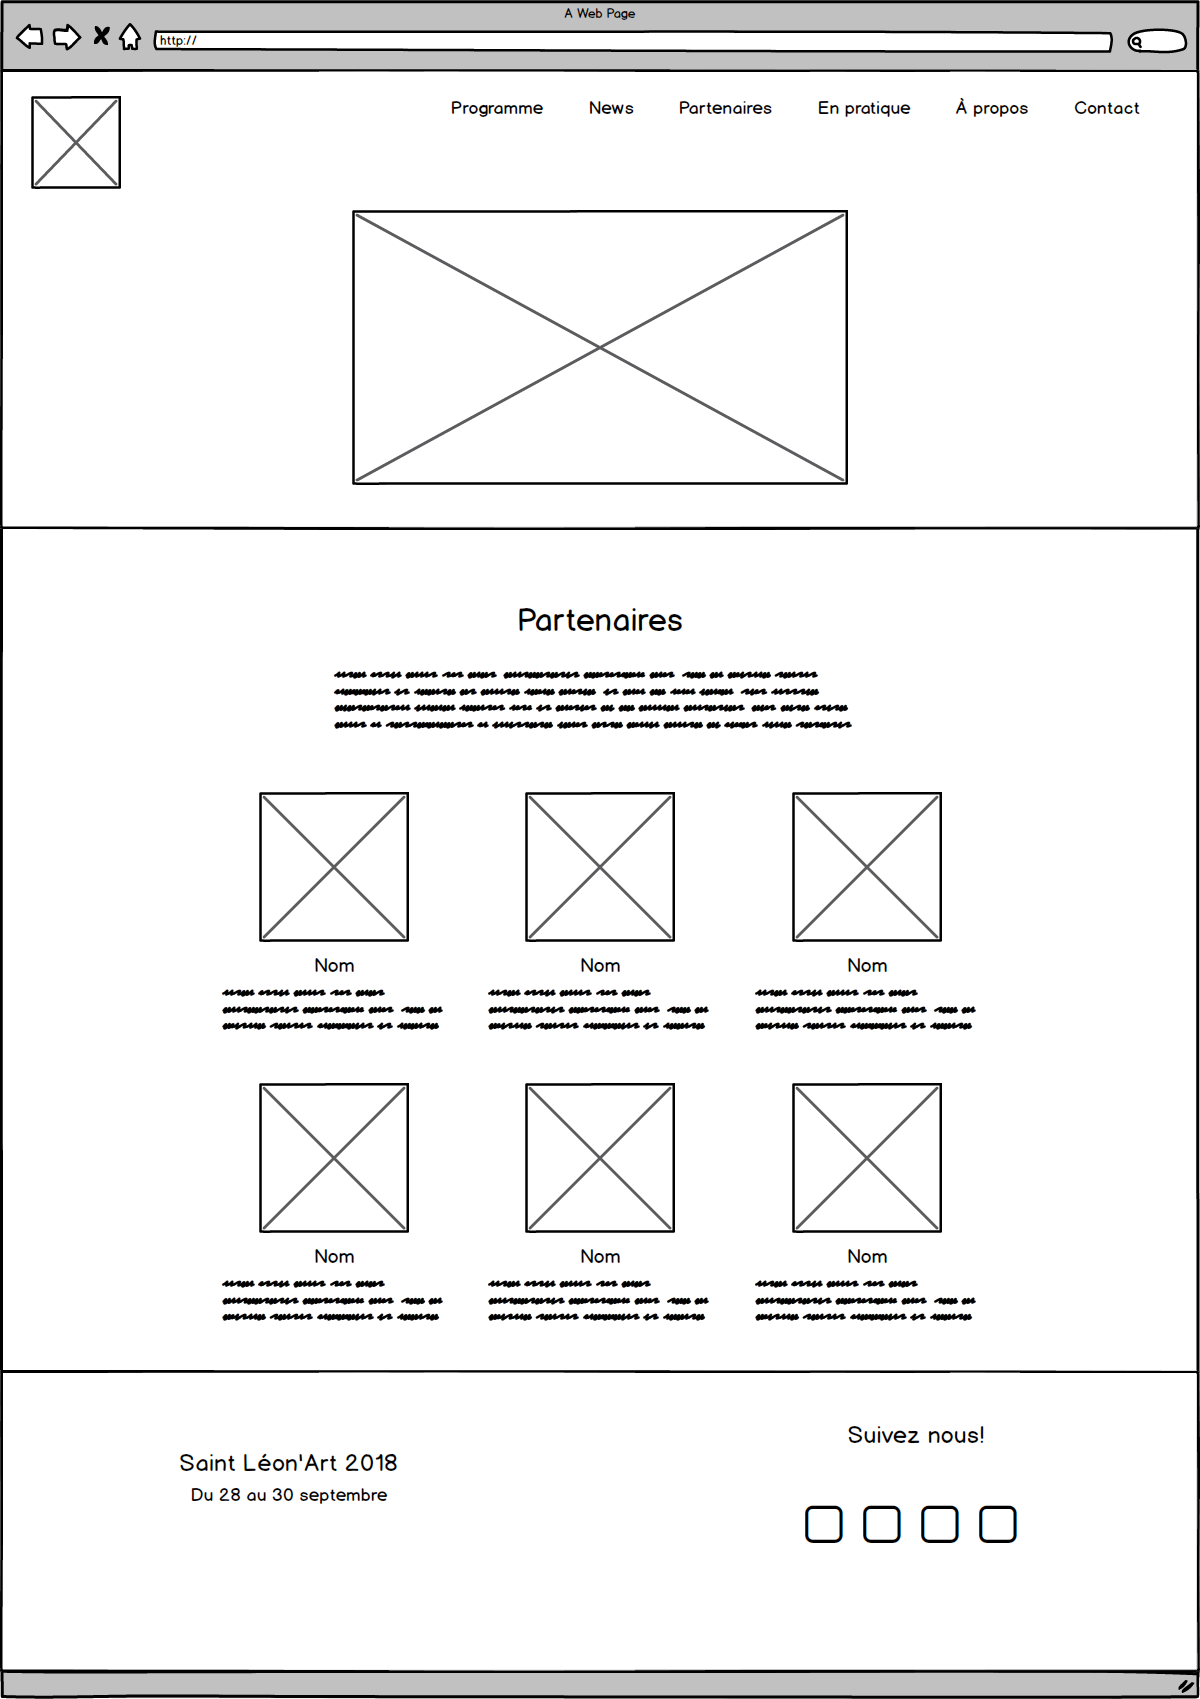 A Web Page
http://
Programme News Partenaires En pratique À propos Contact
Partenaires
Nom Nom Nom
Nom Nom Nom
Suivez nous!
Saint Léon'Art 2018
Du 28 au 30 septembre